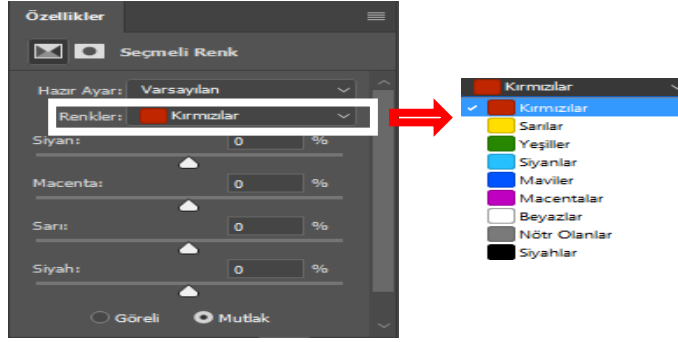 Özellikler
Seçmeli Renk
Hazır Ayar: Varsayılan
Renkler: Kırmızılar
Siyan: 0 %
Macenta: 0 %
Sarı: 0 %
Siyah: 0 %
Göreli Mutlak
Kırmızılar
Kırmızılar
Sarılar
Yeşiller
Siyanlar
Maviler
Macentalar
Beyazlar
Nötr Olanlar
Siyahlar